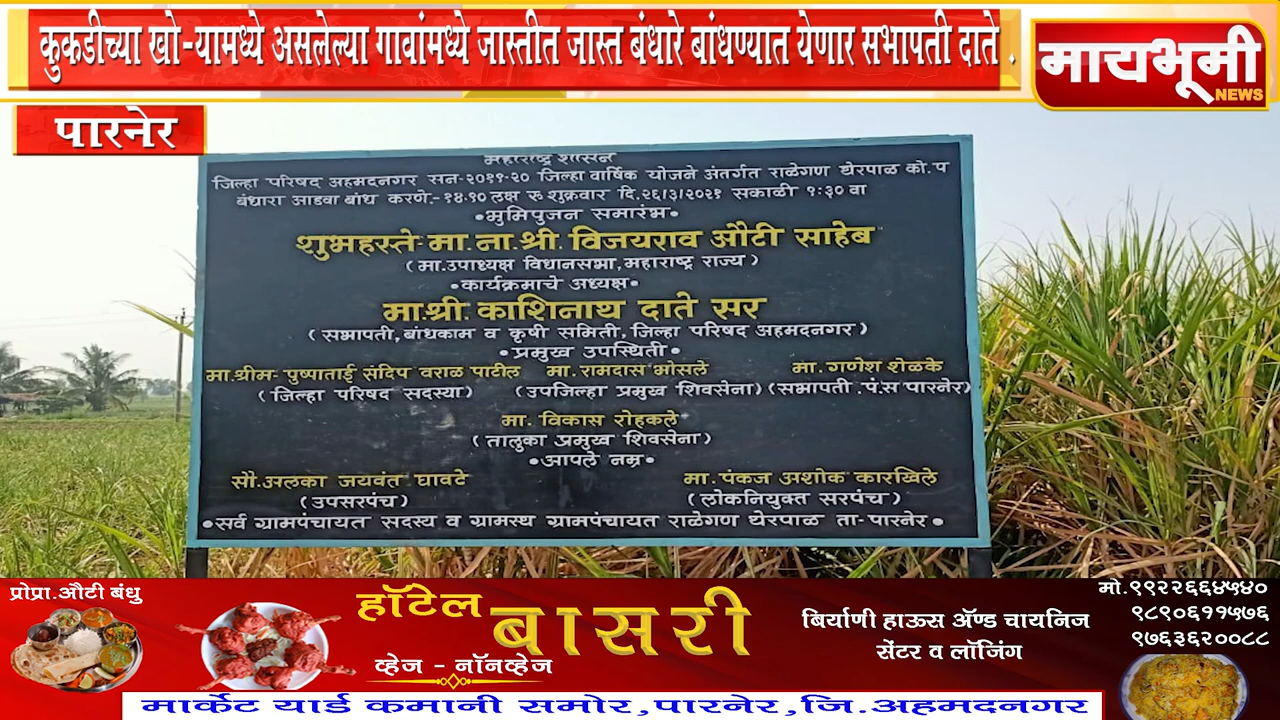 कुकडीच्या खो-यामध्ये असलेल्या गावांमध्ये जास्तीत जास्त बंधारे बांधण्यात येणार सभापती दाते .
मायभूमी
NEWS
पारनेर
महाराष्ट्र शासन
जिल्हा परिषद अहमदनगर सन-२०१९-२० जिल्हा वार्षिक योजने अंतर्गत राळेगण थेरपाळ को.प
बंधारा आडवा बांध करणे.- १४.१० लक्ष रू शुक्रवार दि.२६/३/२०२१ सकाळी ९:३० वा
•भुमिपुजन समारंभ•
शुभहस्ते मा.ना.श्री. विजयराव औटी साहेब
(मा.उपाध्यक्ष विधानसभा,महाराष्ट्र राज्य)
•कार्यक्रमाचे अध्यक्ष•
मा.श्री. काशिनाथ दाते सर
(सभापती,बांधकाम व कृषी समिती, जिल्हा परिषद अहमदनगर)
•प्रमुख उपस्थिती•
मा.श्रीम- पुष्पाताई संदिप वराळ पाटील मा.रामदास भोसले मा.गणेश शेळके
(जिल्हा परिषद सदस्या) (उपजिल्हा प्रमुख शिवसेना) (सभापती .पं.स पारनेर)
मा. विकास रोहकले
(तालुका प्रमुख शिवसेना)
•आपले नम्र•
सौ.अलका जयवंत घावटे मा.पंकज अशोक कारखिले
(उपसरपंच) (लोकनियुक्त सरपंच)
•सर्व ग्रामपंचायत सदस्य व ग्रामस्थ ग्रामपंचायत राळेगण थेरपाळ ता-पारनेर•
प्रोप्रा.औटी बंधु
हॉटेल बासरी
व्हेज - नॉनव्हेज
बिर्याणी हाऊस ॲण्ड चायनिज
सेंटर व लॉजिंग
मो.९९२२६६४५४०
९८९०६११५७६
९७६३६२००८८
मार्केट यार्ड कमानी समोर,पारनेर,जि.अहमदनगर